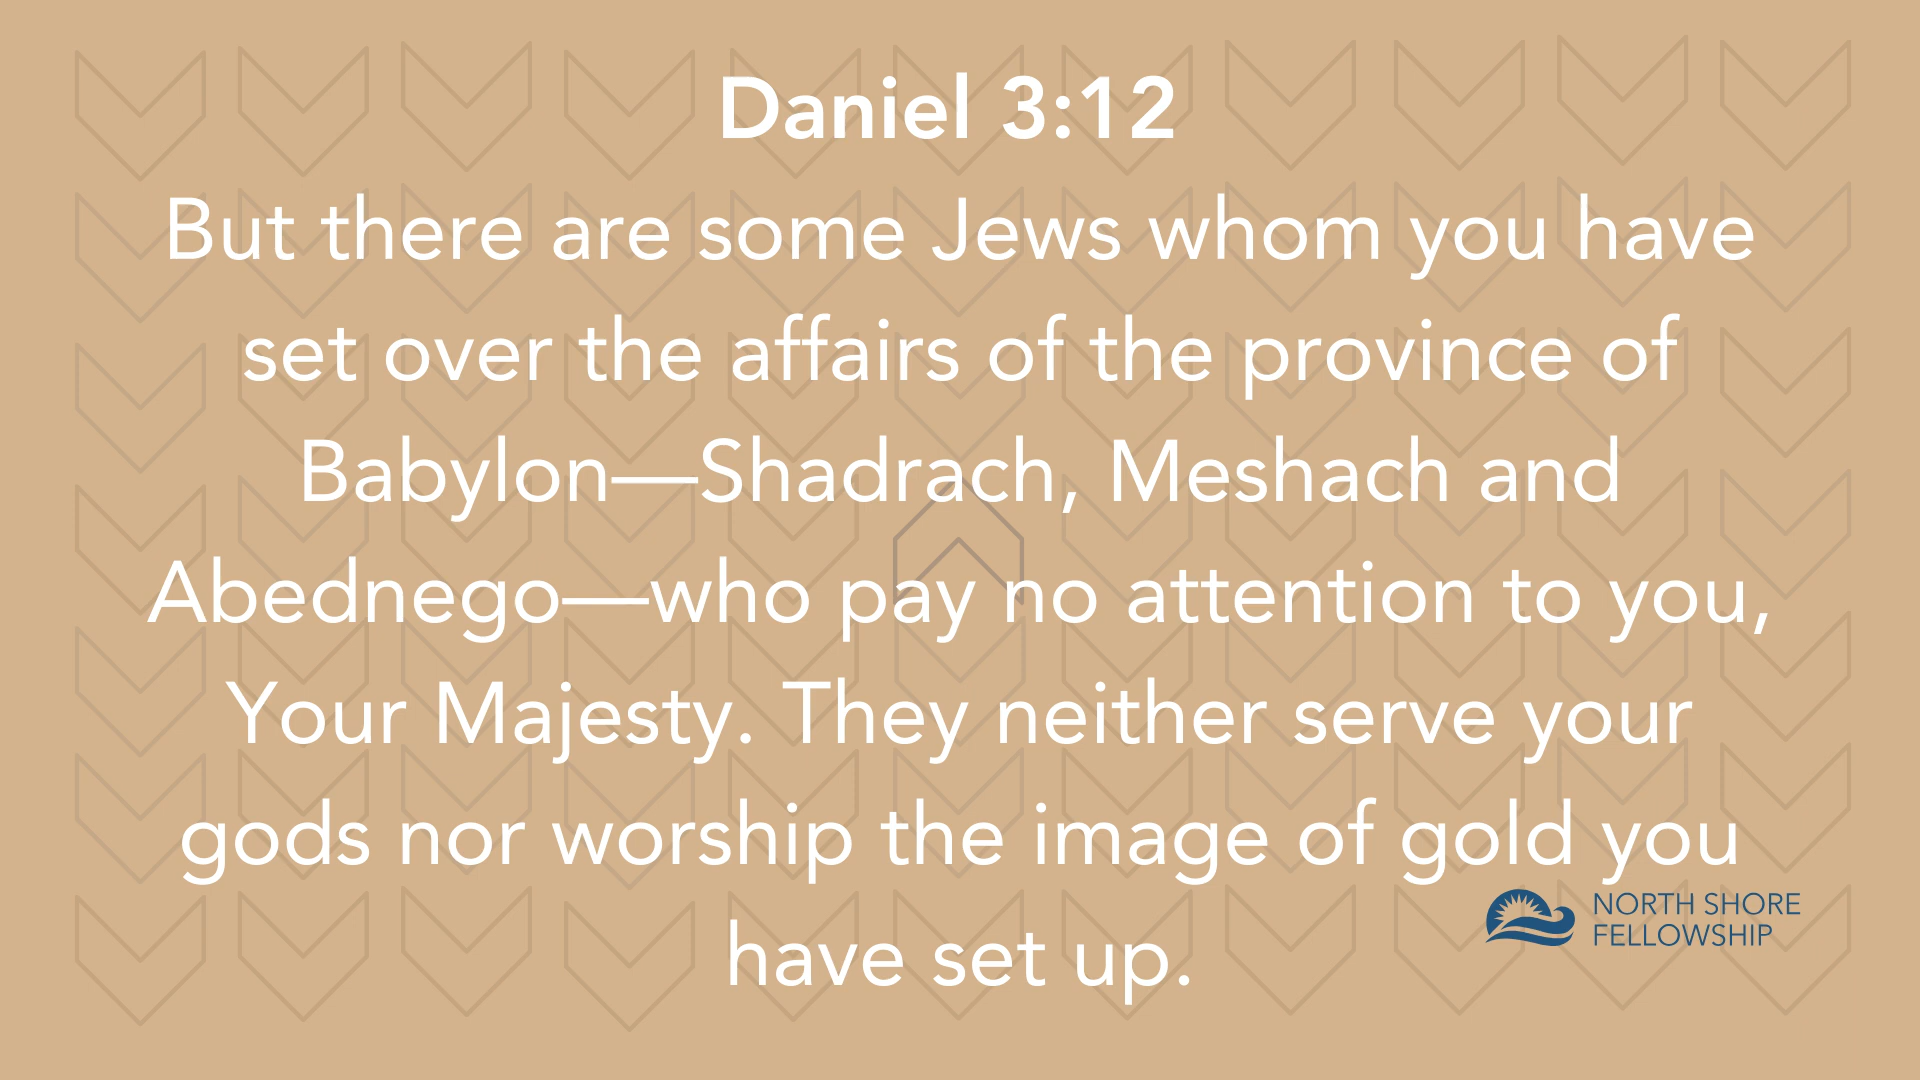 Daniel 3:12
But there are some Jews whom you have
set over the affairs of the province of
Babylon—Shadrach, Meshach and
Abednego—who pay no attention to you,
Your Majesty. They neither serve your
gods nor worship the image of gold you
have set up.
NORTH SHORE
FELLOWSHIP